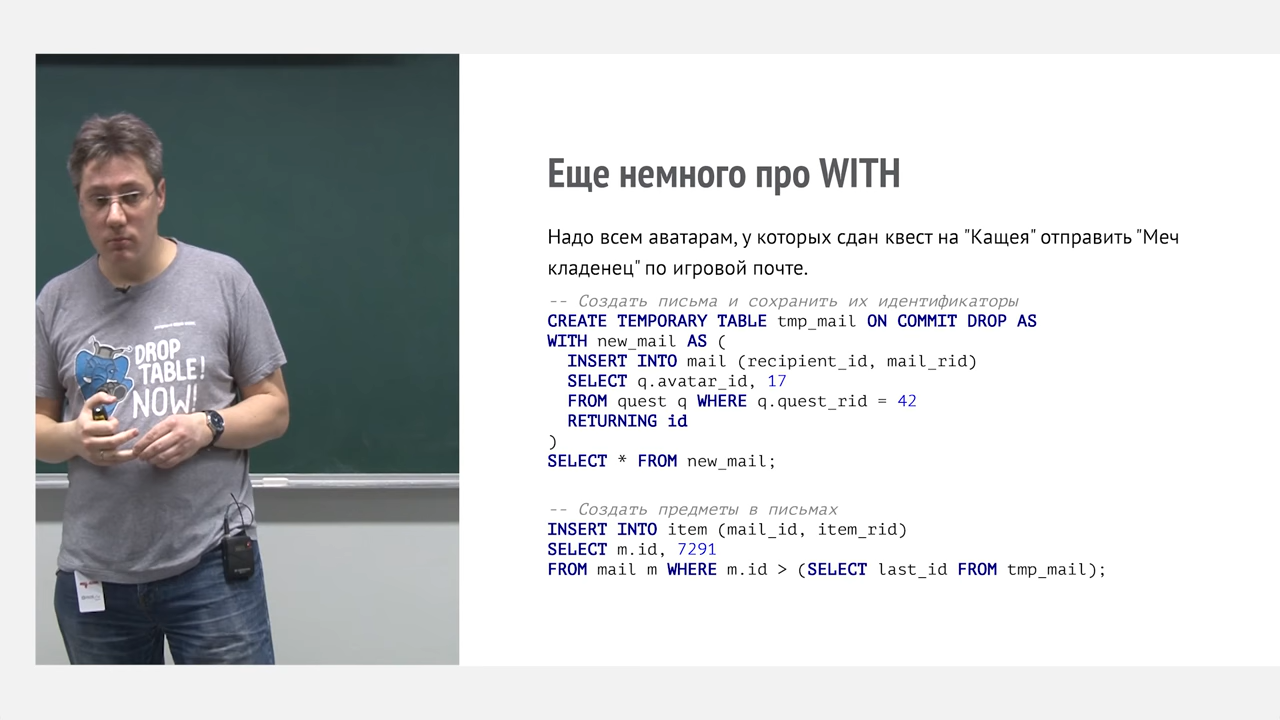 Еще немного про WITH
Надо всем аватарам, у которых сдан квест на "Кащея" отправить "Меч
кладенец" по игровой почте.
-- Создать письма и сохранить их идентификаторы
CREATE TEMPORARY TABLE tmp_mail ON COMMIT DROP AS
WITH new_mail AS (
INSERT INTO mail (recipient_id, mail_rid)
SELECT q.avatar_id, 17
FROM quest q WHERE q.quest_rid = 42
RETURNING id
)
SELECT * FROM new_mail;
-- Создать предметы в письмах
INSERT INTO item (mail_id, item_rid)
SELECT m.id, 7291
FROM mail m WHERE m.id > (SELECT last_id FROM tmp_mail);
DROP
TABLE!
NOW!